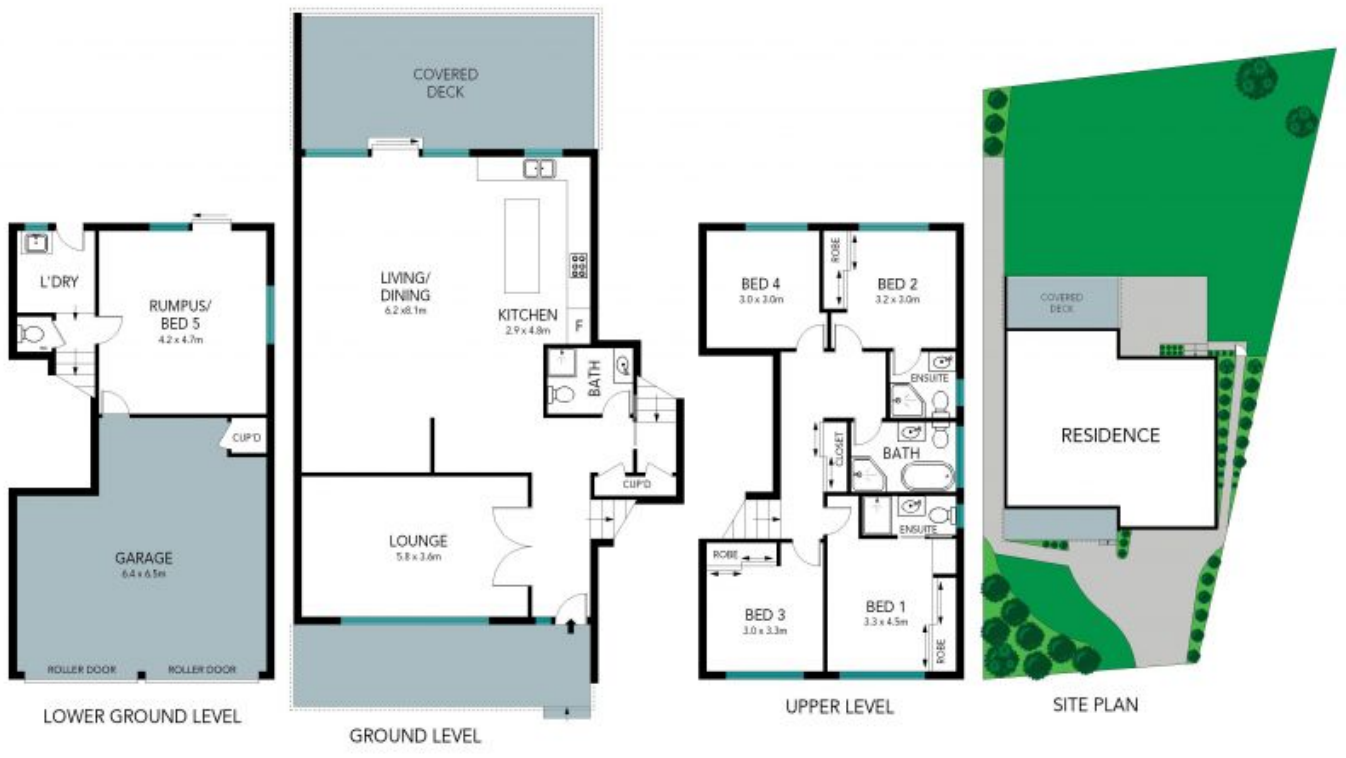 L'DRY
RUMPUS/
BED 5
4.2 x 4.7m
CUP'D
GARAGE
6.4 x 6.5m
ROLLER DOOR
ROLLER DOOR
LOWER GROUND LEVEL
COVERED
DECK
LIVING/
DINING
6.2 x8.1m
KITCHEN
2.9 x 4.8m
F
BATH
CUP'D
LOUNGE
5.8 x 3.6m
GROUND LEVEL
BED 4
3.0 x 3.0m
ROBE
BED 2
3.2 x 3.0m
ENSUITE
CLOSET
BATH
ENSUITE
ROBE
BED 3
3.0 x 3.3m
BED 1
3.3 x 4.5m
ROBE
UPPER LEVEL
COVERED
DECK
RESIDENCE
SITE PLAN